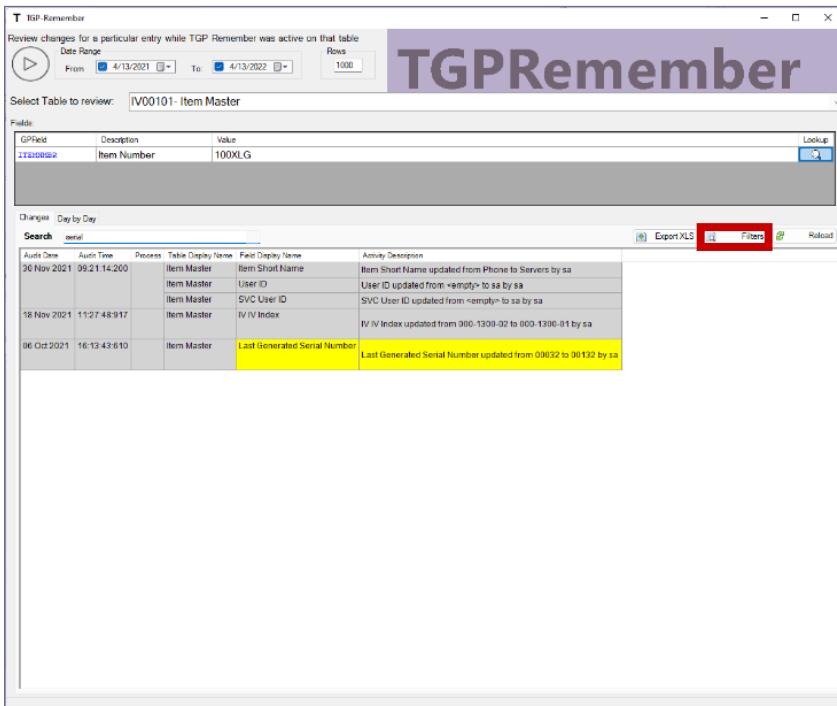 T TGP-Remember
Review changes for a particular entry while TGP Remember was active on that table
Date Range Rows
From 4/13/2021 To: 4/13/2022 1000
TGPRemember
Select Table to review: IV00101- Item Master
Fields:
GPField Description Value Lookup
ITEMNMBR Item Number 100XLG
Changes Day by Day
Search serial Export XLS Filters Reload
Audit Date Audit Time Process Table Display Name Field Display Name Activity Description
30 Nov 2021 09:21:14:200 Item Master Item Short Name Item Short Name updated from Phone to Servers by sa
Item Master User ID User ID updated from <empty> to sa by sa
Item Master SVC User ID SVC User ID updated from <empty> to sa by sa
18 Nov 2021 11:27:48:917 Item Master IV IV Index IV IV Index updated from 000-1300-02 to 000-1300-01 by sa
06 Oct 2021 16:13:43:610 Item Master Last Generated Serial Number Last Generated Serial Number updated from 00032 to 00132 by sa